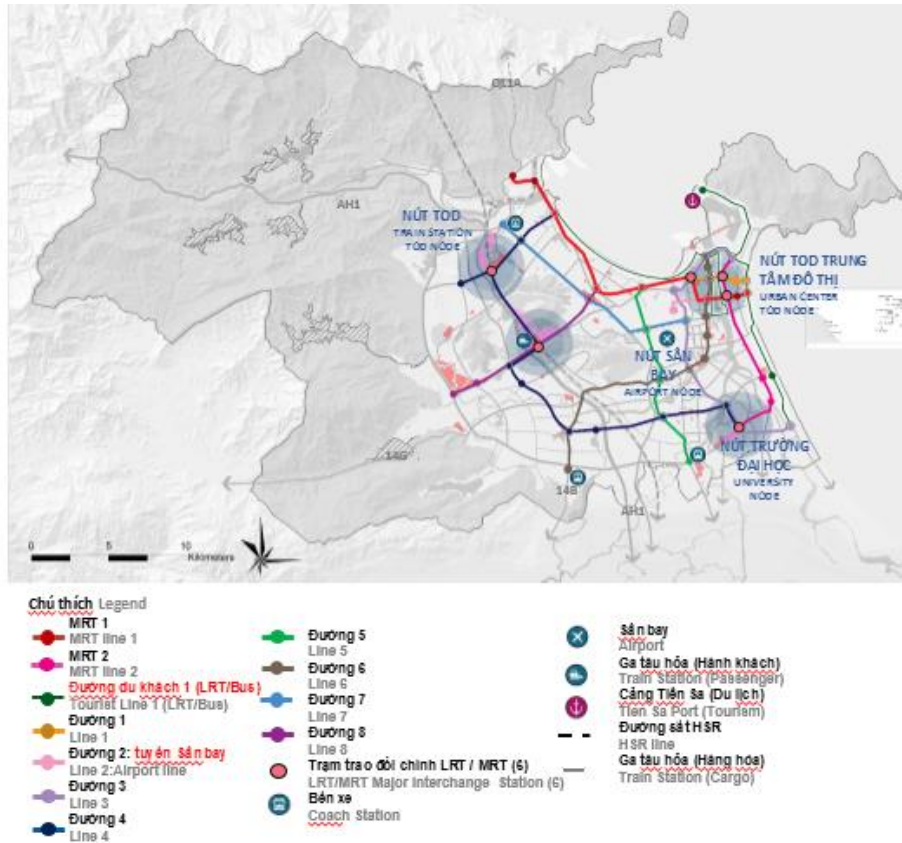 QL1A
AH1
NÚT TOD
TRAIN STATION
TOD NODE
NÚT TOD TRUNG
TÂM ĐÔ THỊ
URBAN CENTER
TOD NODE
NÚT SÂN
BAY
AIRPORT NODE
NÚT TRƯỜNG
ĐẠI HỌC
UNIVERSITY
NODE
14G
14B
AH1
0 5 10
Kilometers
Chú thích Legend
MRT 1
MRT line 1
MRT 2
MRT line 2
Đường du khách 1 (LRT/Bus)
Tourist Line 1 (LRT/Bus)
Đường 1
Line 1
Đường 2: tuyến Sân bay
Line 2:Airport line
Đường 3
Line 3
Đường 4
Line 4
Đường 5
Line 5
Đường 6
Line 6
Đường 7
Line 7
Đường 8
Line 8
Trạm trao đổi chính LRT / MRT (6)
LRT/MRT Major Interchange Station (6)
Bến xe
Coach Station
Sân bay
Airport
Ga tàu hỏa (Hành khách)
Train Station (Passenger)
Cảng Tiên Sa (Du lịch)
Tien Sa Port (Tourism)
Đường sắt HSR
HSR line
Ga tàu hỏa (Hàng hóa)
Train Station (Cargo)